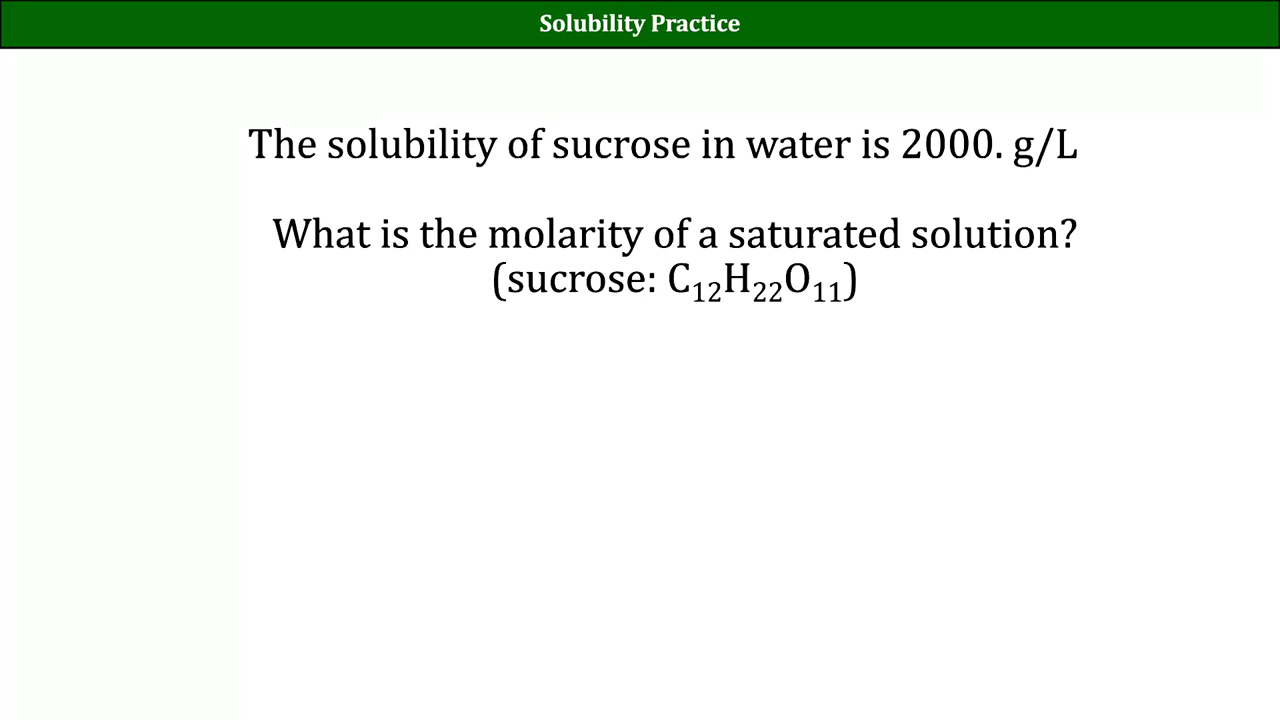 Solubility Practice
The solubility of sucrose in water is 2000. g/L
What is the molarity of a saturated solution?
(sucrose: C₁₂H₂₂O₁₁)